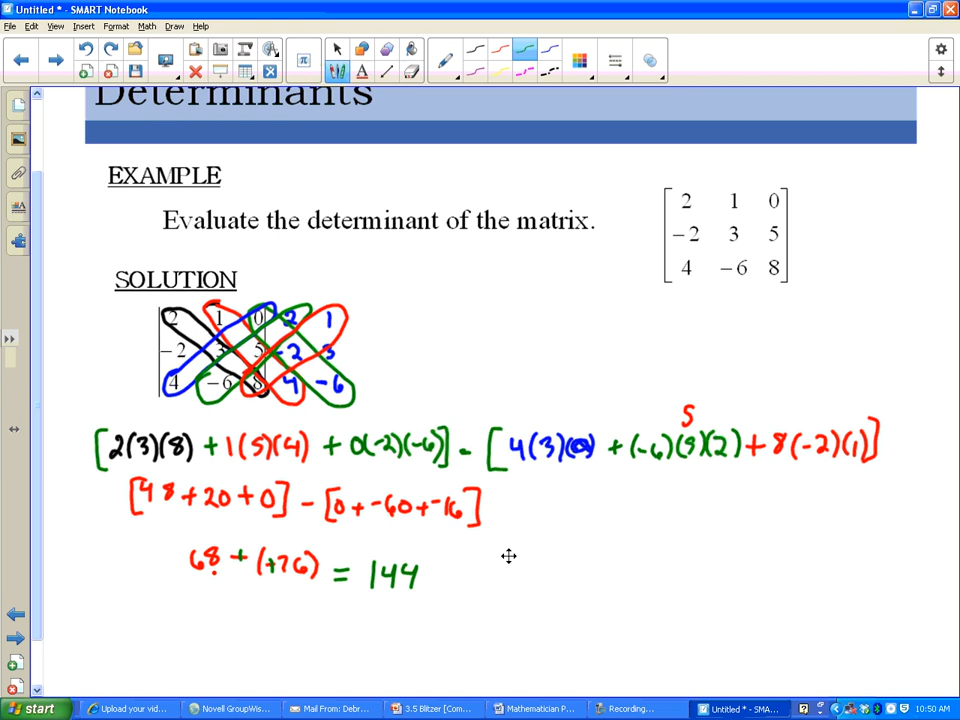 Untitled * - SMART Notebook
File Edit View Insert Format Math Draw Help
Determinants
EXAMPLE
Evaluate the determinant of the matrix.
2 1 0
-2 3 5
4 -6 8
SOLUTION
2 1 0 2 1
-2 3 5 -2 3
4 -6 8 4 -6
5
[2(3)(8) + 1(5)(4) + 0(-2)(-6)] - [4(3)(0) + (-6)(5)(2) + 8(-2)(1)]
[48 + 20 + 0] - [0 + -60 + -16]
68 + (+76) = 144
start Upload your vid... Novell GroupWis... Mail From: Debr... 3.5 Blitzer [Com... Mathematician P... Recording... Untitled * - SMA... 10:50 AM